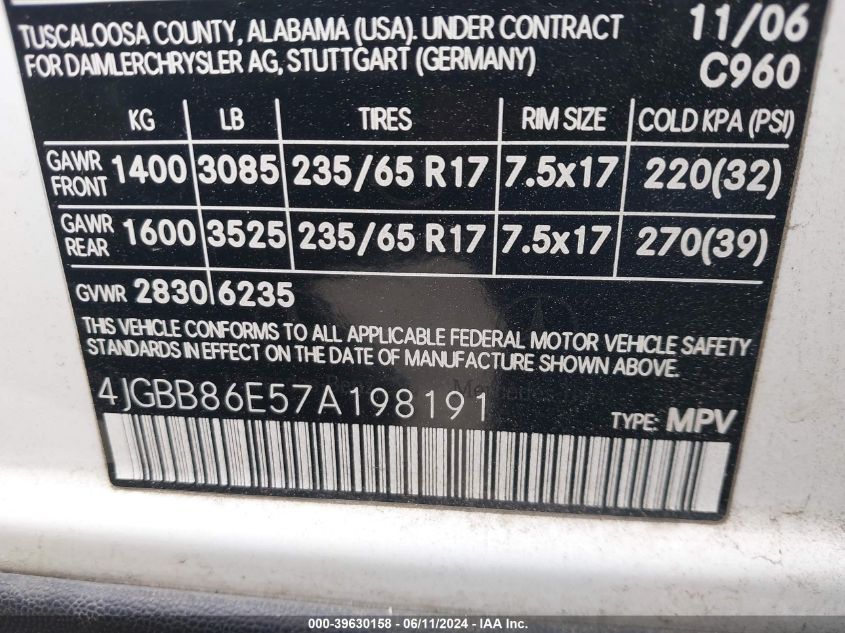 TUSCALOOSA COUNTY, ALABAMA (USA). UNDER CONTRACT 11/06
FOR DAIMLERCHRYSLER AG, STUTTGART (GERMANY) C960
KG LB TIRES RIM SIZE COLD KPA (PSI)
GAWR FRONT 1400 3085 235/65 R17 7.5x17 220(32)
GAWR REAR 1600 3525 235/65 R17 7.5x17 270(39)
GVWR 2830 6235
THIS VEHICLE CONFORMS TO ALL APPLICABLE FEDERAL MOTOR VEHICLE SAFETY
STANDARDS IN EFFECT ON THE DATE OF MANUFACTURE SHOWN ABOVE.
4JGBB86E57A198191 TYPE: MPV
000-39630158 - 06/11/2024 - IAA Inc.